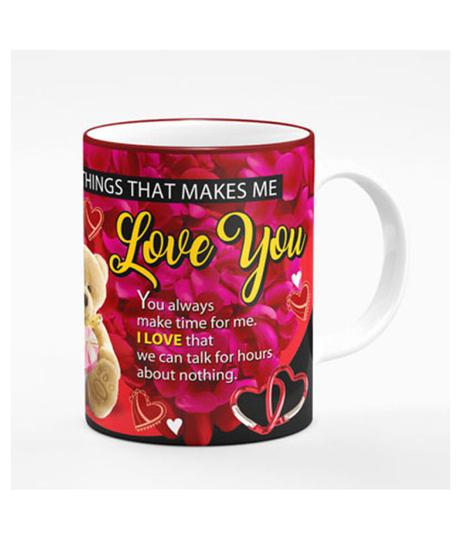 THINGS THAT MAKES ME
Love You
You always
make time for me.
I LOVE that
we can talk for hours
about nothing.